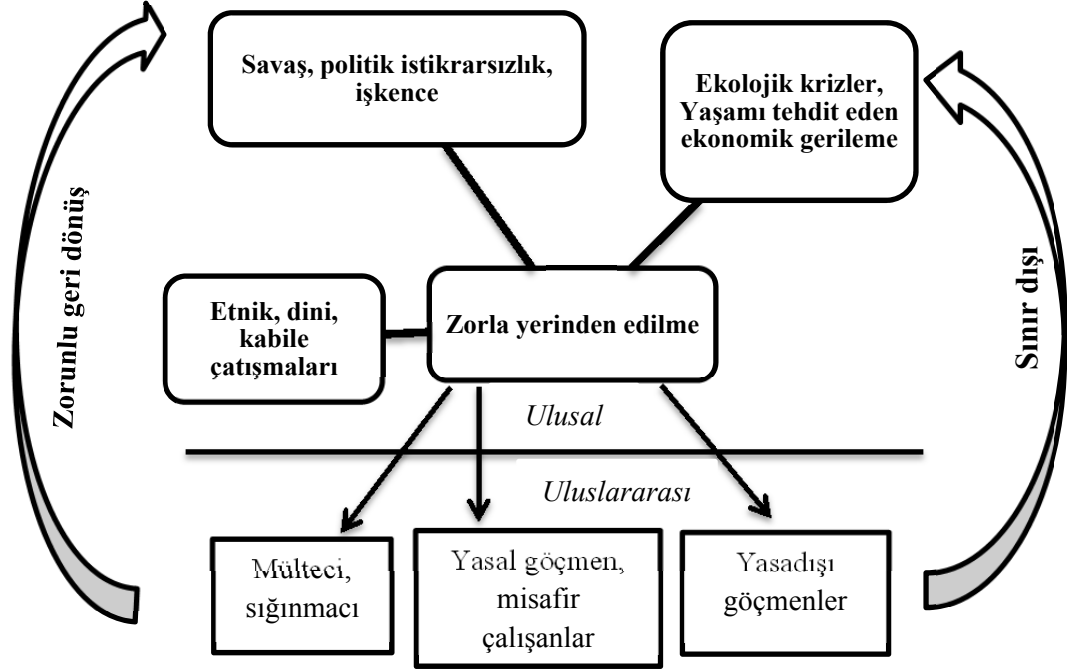 Savaş, politik istikrarsızlık,
işkence
Ekolojik krizler,
Yaşamı tehdit eden
ekonomik gerileme
Zorunlu geri dönüş
Sınır dışı
Etnik, dini,
kabile
çatışmaları
Zorla yerinden edilme
Ulusal
Uluslararası
Mülteci,
sığınmacı
Yasal göçmen,
misafir
çalışanlar
Yasadışı
göçmenler